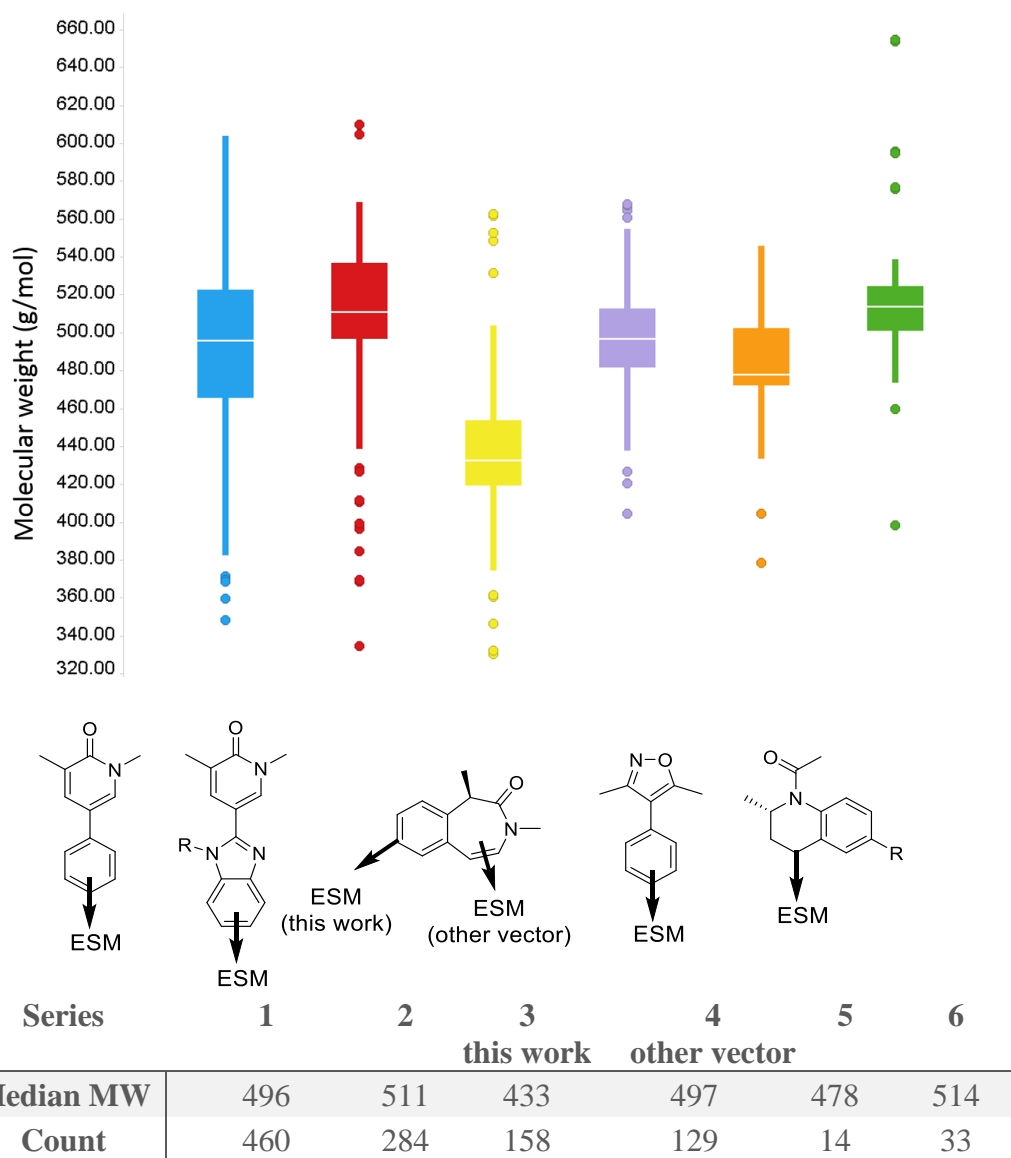 660.00
640.00
620.00
600.00
580.00
560.00
540.00
520.00
500.00
480.00
460.00
440.00
420.00
400.00
380.00
360.00
340.00
320.00
Molecular weight (g/mol)
O
N
ESM
O
N
R
N
N
ESM
O
N
ESM
(this work)
ESM
(other vector)
N
O
ESM
O
N
R
ESM
Series 1 2 3 4 5 6
this work other vector
edian MW 496 511 433 497 478 514
Count 460 284 158 129 14 33